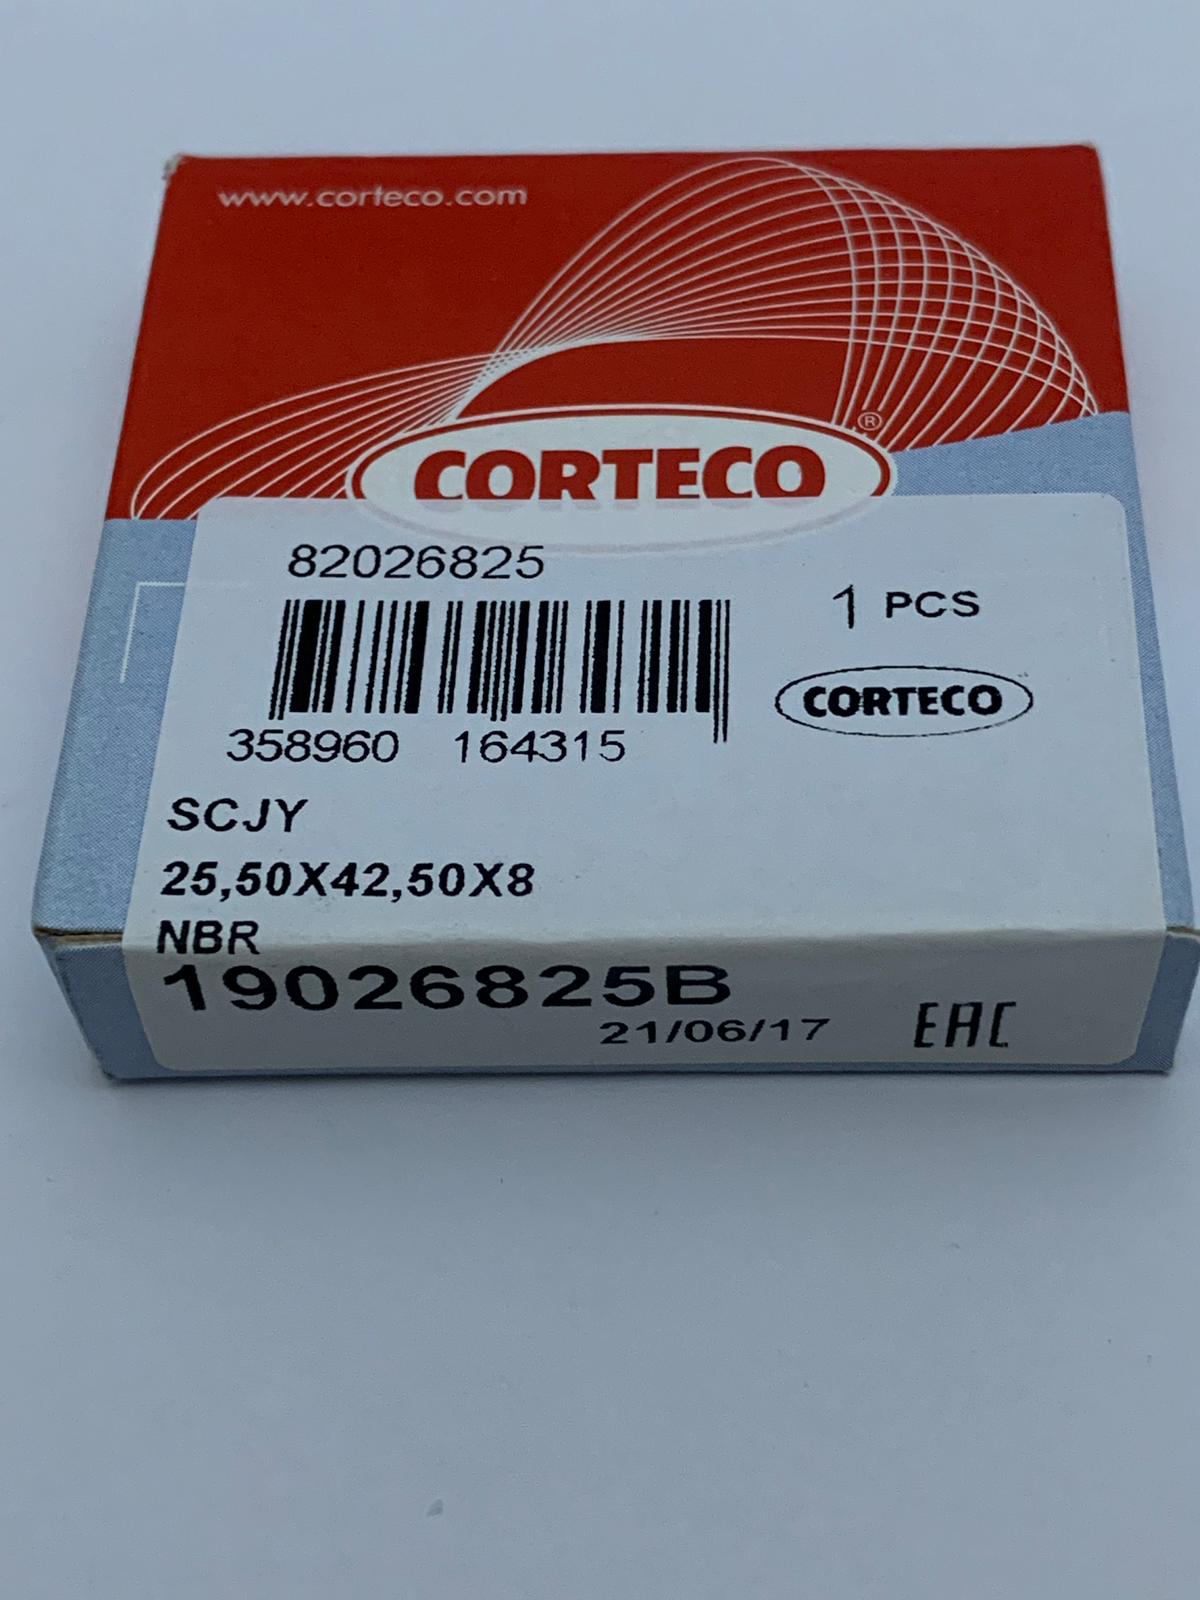 www.corteco.com
CORTECO®
82026825
1 PCS
CORTECO
358960 164315
SCJY
25,50X42,50X8
NBR
19026825B
21/06/17 EAC